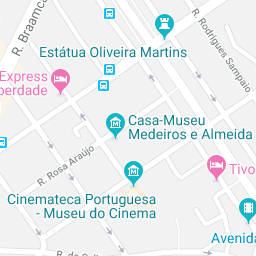 R. Braamca
R. Rodrigues Sampaio
Estátua Oliveira Martins
Express
berdade
Casa-Museu
Medeiros e Almeida
R. Rosa Araújo
Tivo
Cinemateca Portuguesa
- Museu do Cinema
Avenida